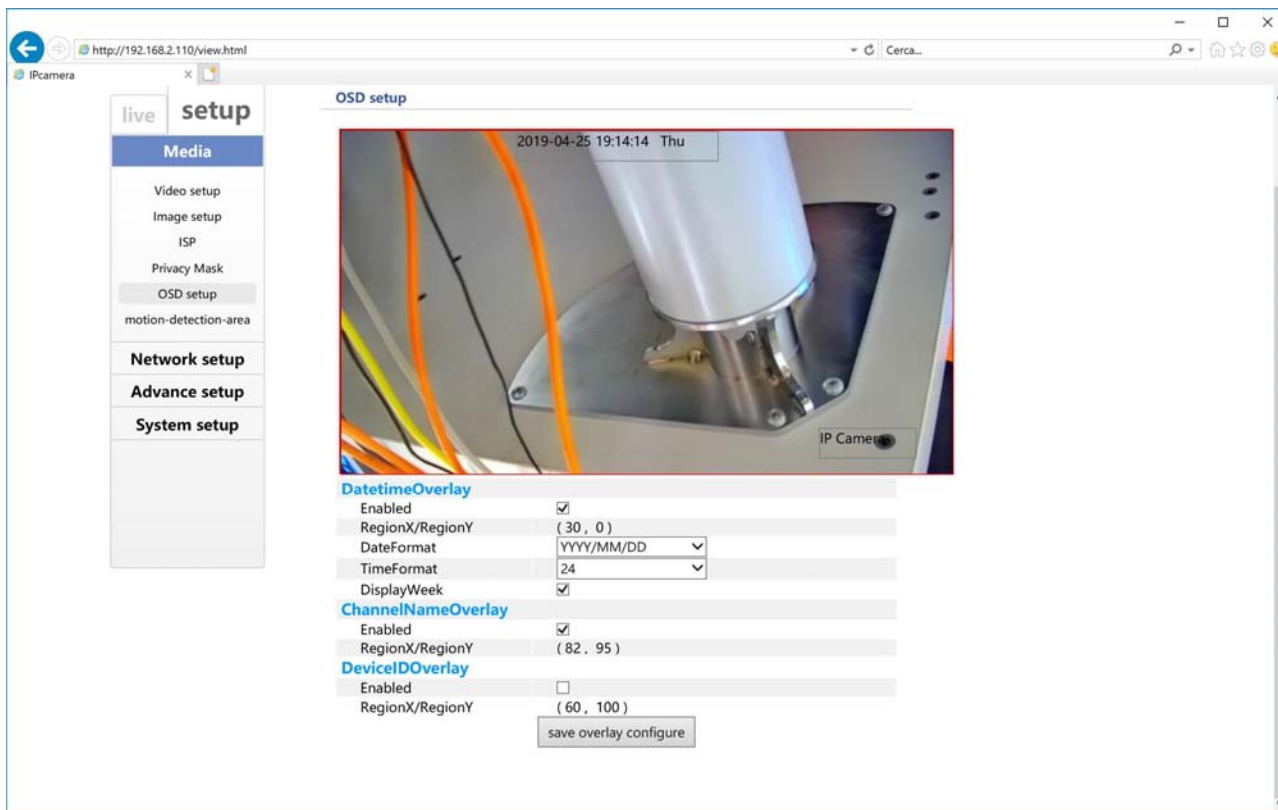 http://192.168.2.110/view.html
Cerca...
IPcamera
live
setup
OSD setup
Media
2019-04-25 19:14:14 Thu
Video setup
Image setup
ISP
Privacy Mask
OSD setup
motion-detection-area
Network setup
Advance setup
System setup
IP Camera
DatetimeOverlay
Enabled
RegionX/RegionY ( 30 , 0 )
DateFormat YYYY/MM/DD
TimeFormat 24
DisplayWeek
ChannelNameOverlay
Enabled
RegionX/RegionY ( 82 , 95 )
DeviceIDOverlay
Enabled
RegionX/RegionY ( 60 , 100 )
save overlay configure